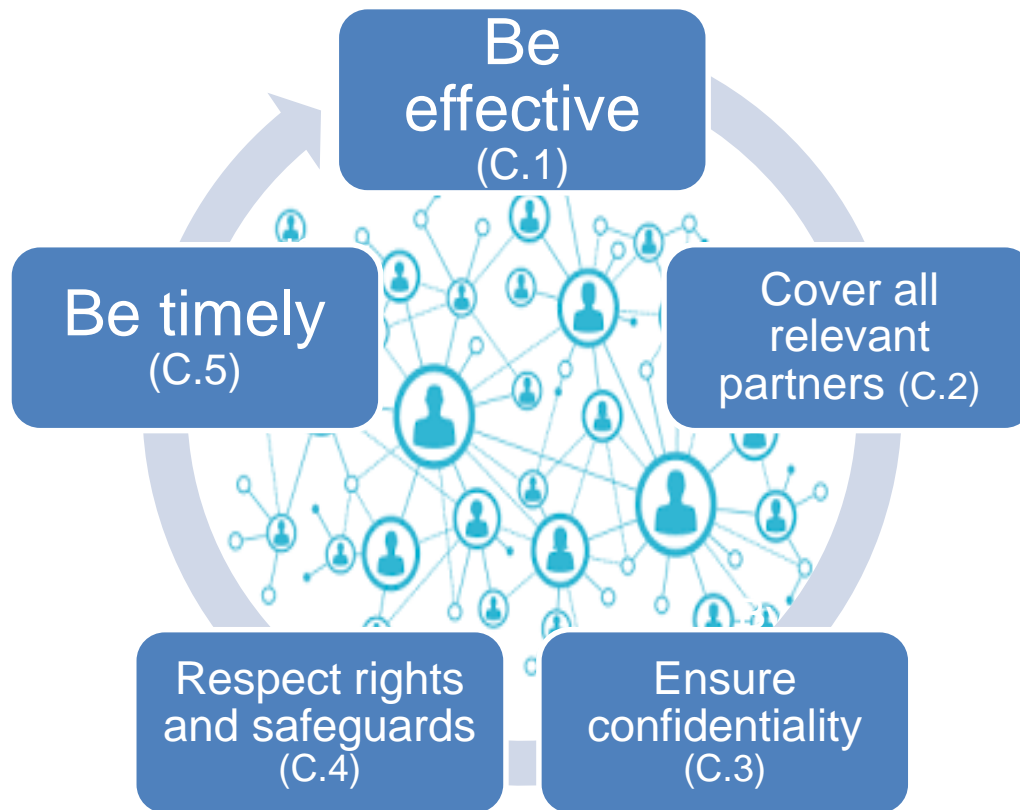 Be
effective
(C.1)
Cover all
relevant
partners (C.2)
Ensure
confidentiality
(C.3)
Respect rights
and safeguards
(C.4)
Be timely
(C.5)